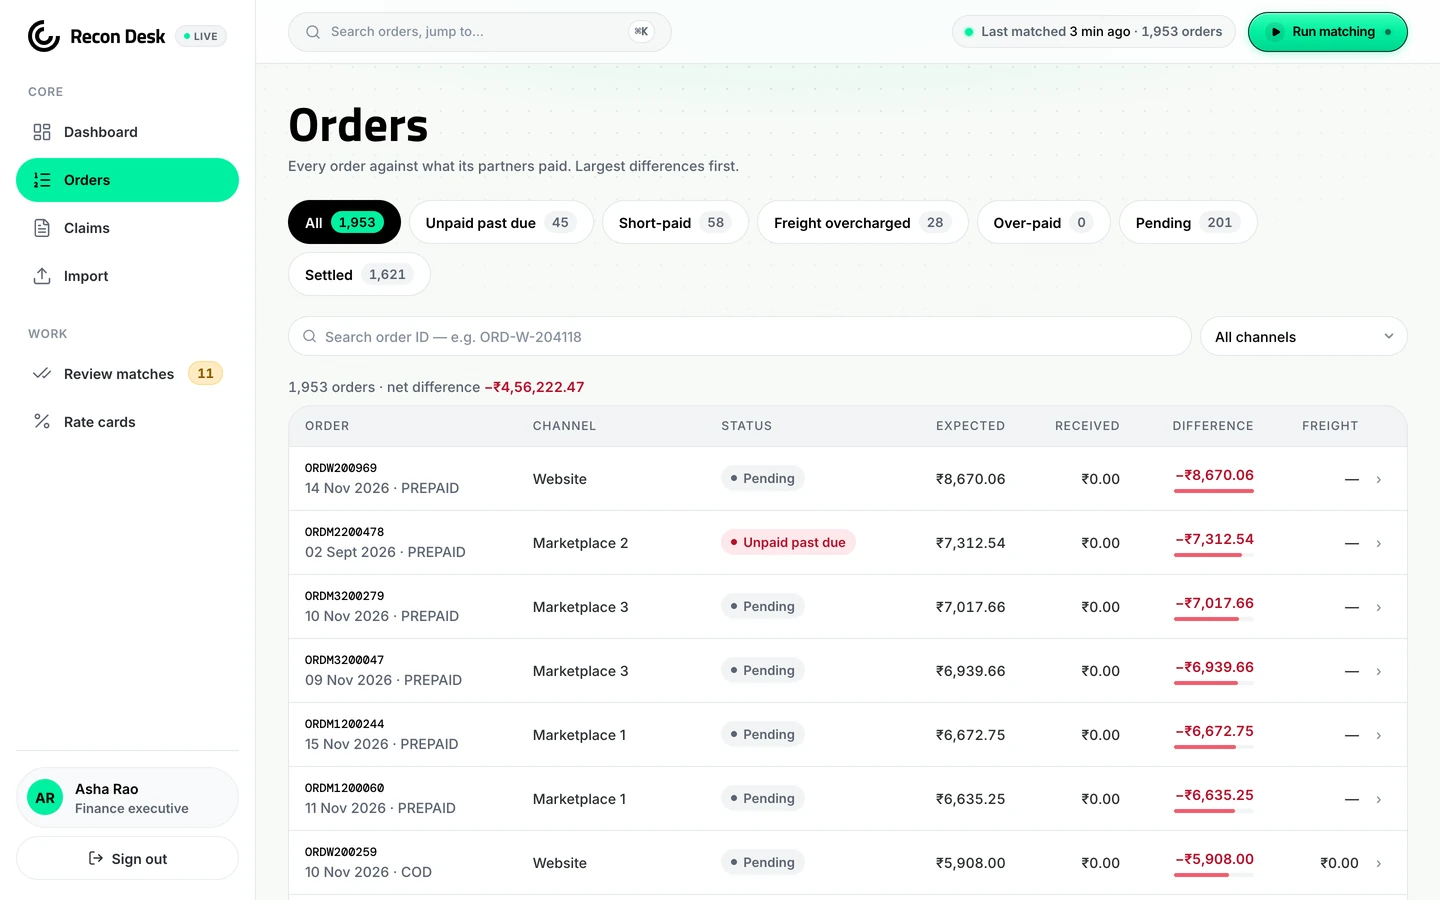 Recon Desk LIVE
Search orders, jump to... ⌘K
Last matched 3 min ago · 1,953 orders
Run matching
CORE
Dashboard
Orders
Claims
Import
WORK
Review matches 11
Rate cards
AR
Asha Rao
Finance executive
Sign out
Orders
Every order against what its partners paid. Largest differences first.
All 1,953 Unpaid past due 45 Short-paid 58 Freight overcharged 28 Over-paid 0 Pending 201
Settled 1,621
Search order ID — e.g. ORD-W-204118 All channels
1,953 orders · net difference −₹4,56,222.47
ORDER CHANNEL STATUS EXPECTED RECEIVED DIFFERENCE FREIGHT
ORDW200969
14 Nov 2026 · PREPAID Website Pending ₹8,670.06 ₹0.00 −₹8,670.06 — ›
ORDM2200478
02 Sept 2026 · PREPAID Marketplace 2 Unpaid past due ₹7,312.54 ₹0.00 −₹7,312.54 — ›
ORDM3200279
10 Nov 2026 · PREPAID Marketplace 3 Pending ₹7,017.66 ₹0.00 −₹7,017.66 — ›
ORDM3200047
09 Nov 2026 · PREPAID Marketplace 3 Pending ₹6,939.66 ₹0.00 −₹6,939.66 — ›
ORDM1200244
15 Nov 2026 · PREPAID Marketplace 1 Pending ₹6,672.75 ₹0.00 −₹6,672.75 — ›
ORDM1200060
11 Nov 2026 · PREPAID Marketplace 1 Pending ₹6,635.25 ₹0.00 −₹6,635.25 — ›
ORDW200259
10 Nov 2026 · COD Website Pending ₹5,908.00 ₹0.00 −₹5,908.00 ₹0.00 ›